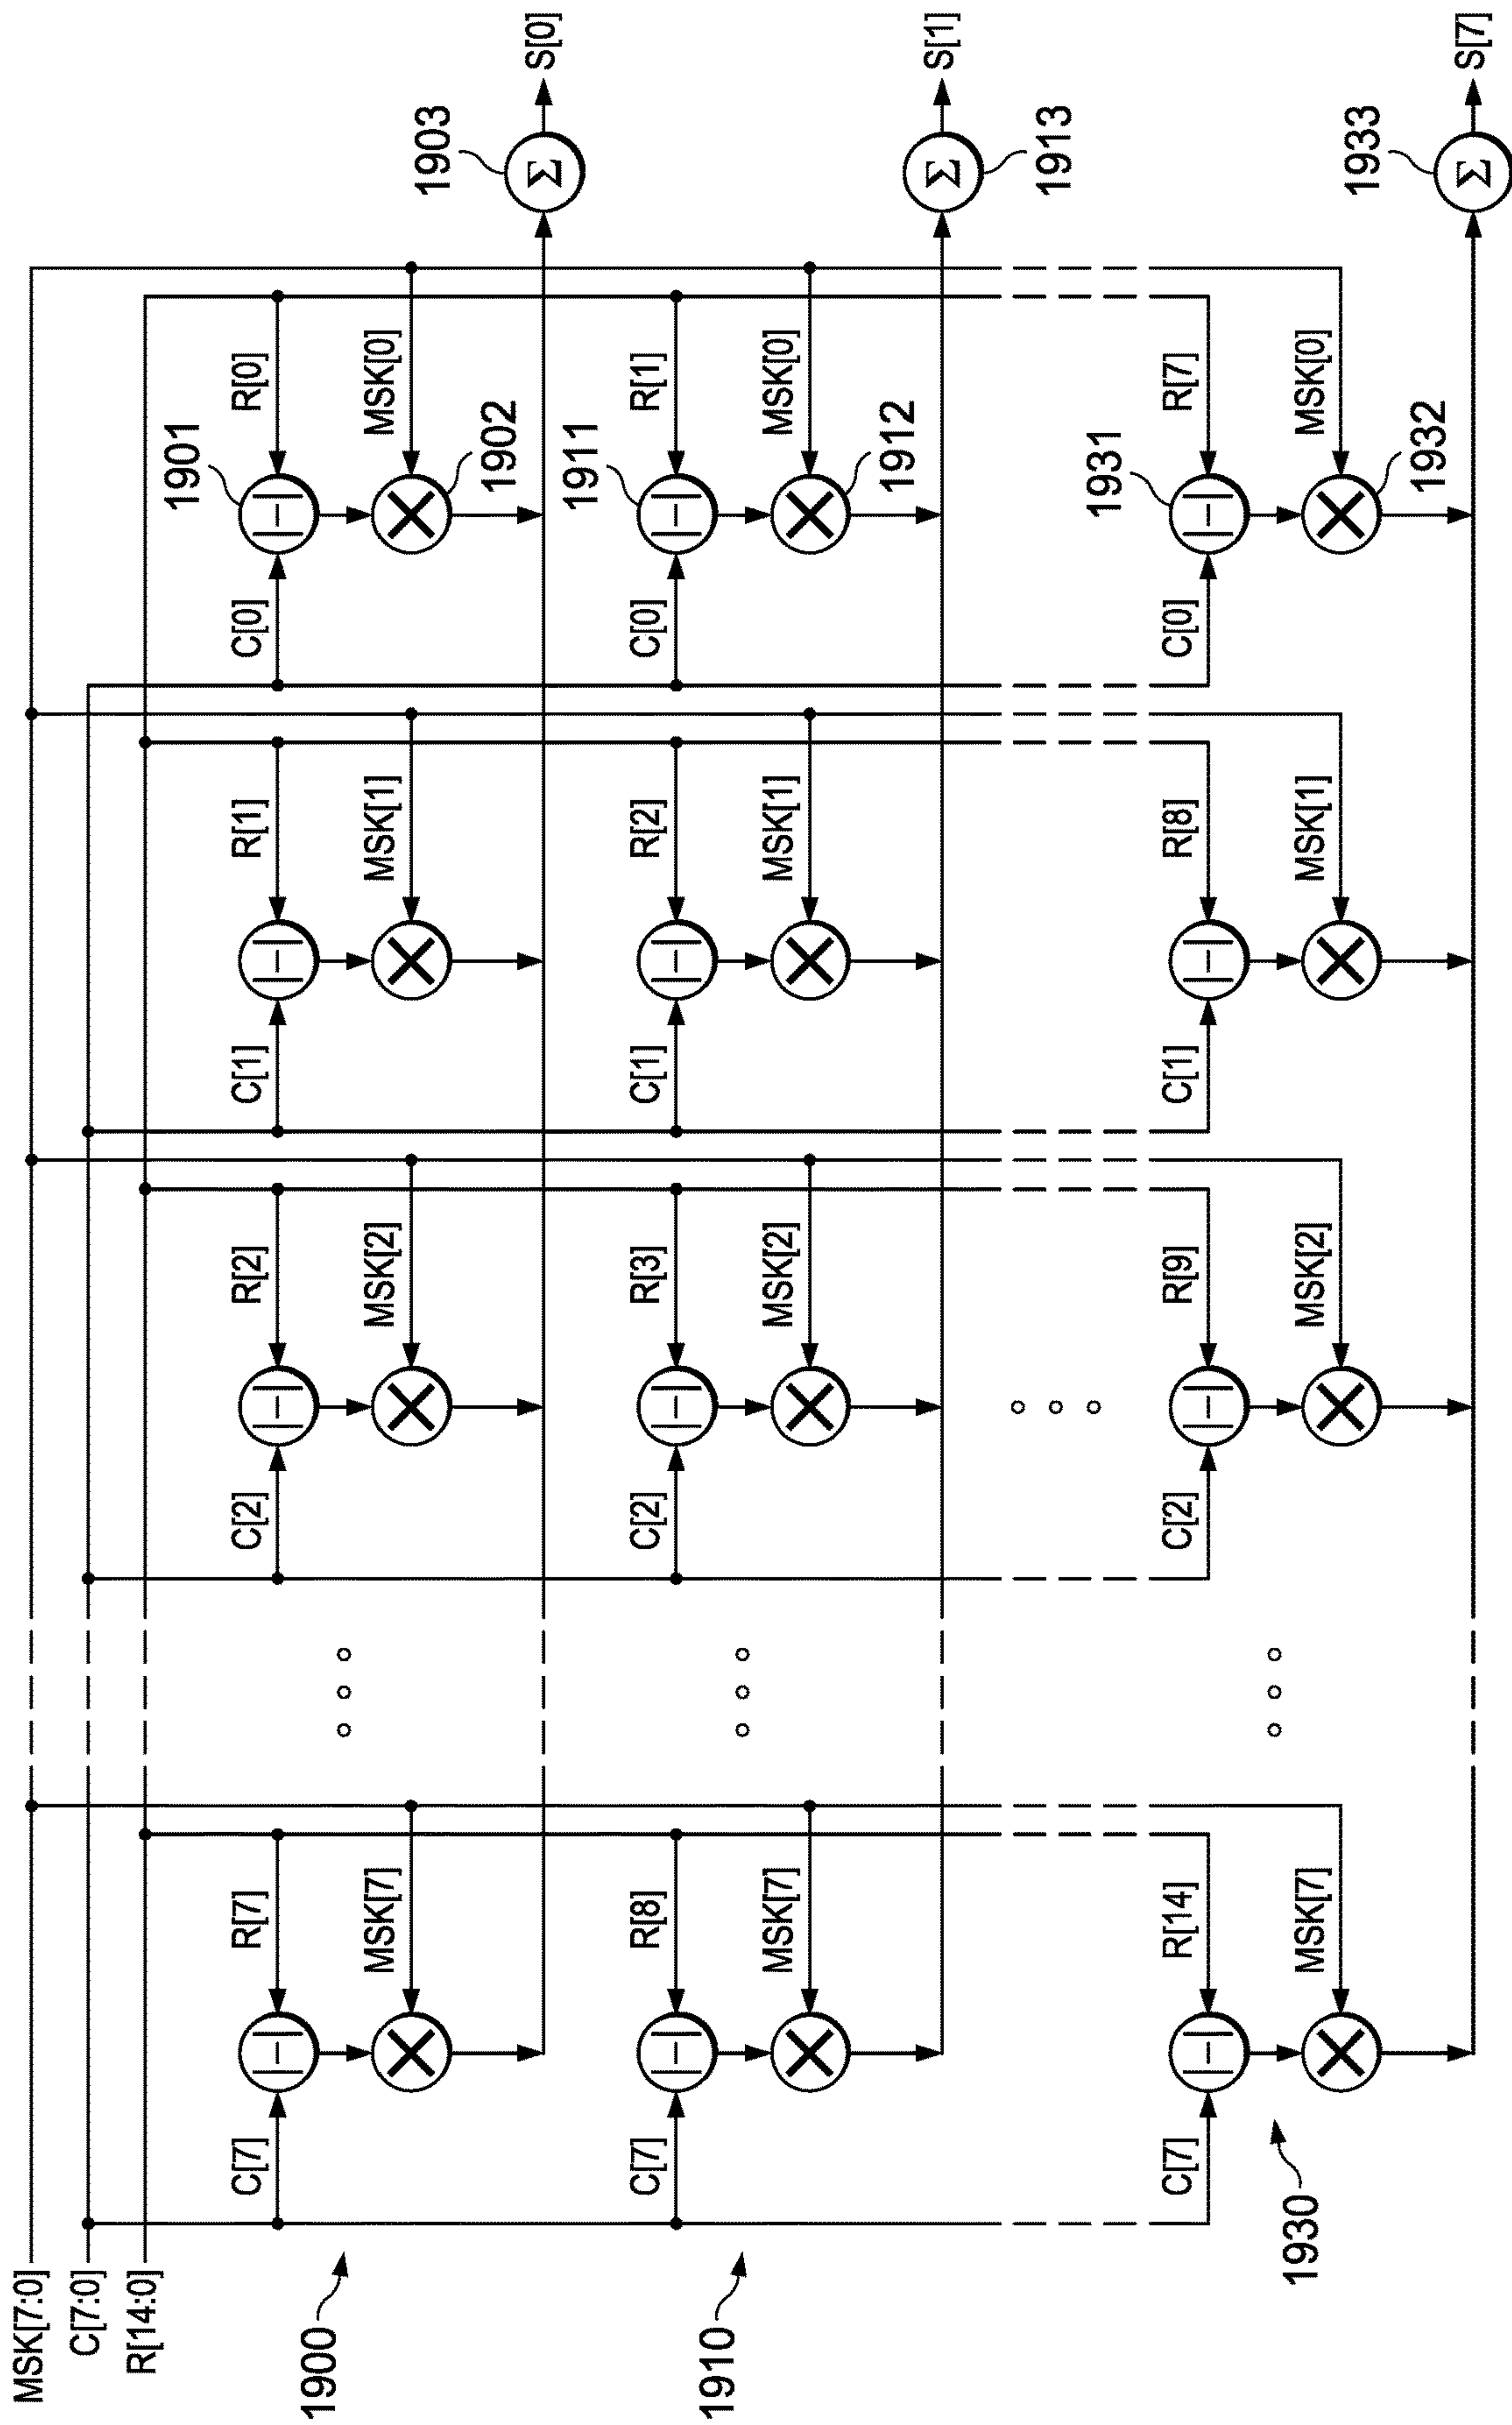 MSK[7:0]
C[7:0]
R[14:0]
1900
C[7]
R[7]
MSK[7]
C[2]
R[2]
MSK[2]
C[1]
R[1]
MSK[1]
C[0]
1901
R[0]
MSK[0]
1902
1903
Σ
S[0]
1910
C[7]
R[8]
MSK[7]
C[2]
R[3]
MSK[2]
C[1]
R[2]
MSK[1]
C[0]
1911
R[1]
MSK[0]
1912
Σ
1913
S[1]
1930
C[7]
R[14]
MSK[7]
C[2]
R[9]
MSK[2]
C[1]
R[8]
MSK[1]
C[0]
1931
R[7]
MSK[0]
1932
1933
Σ
S[7]